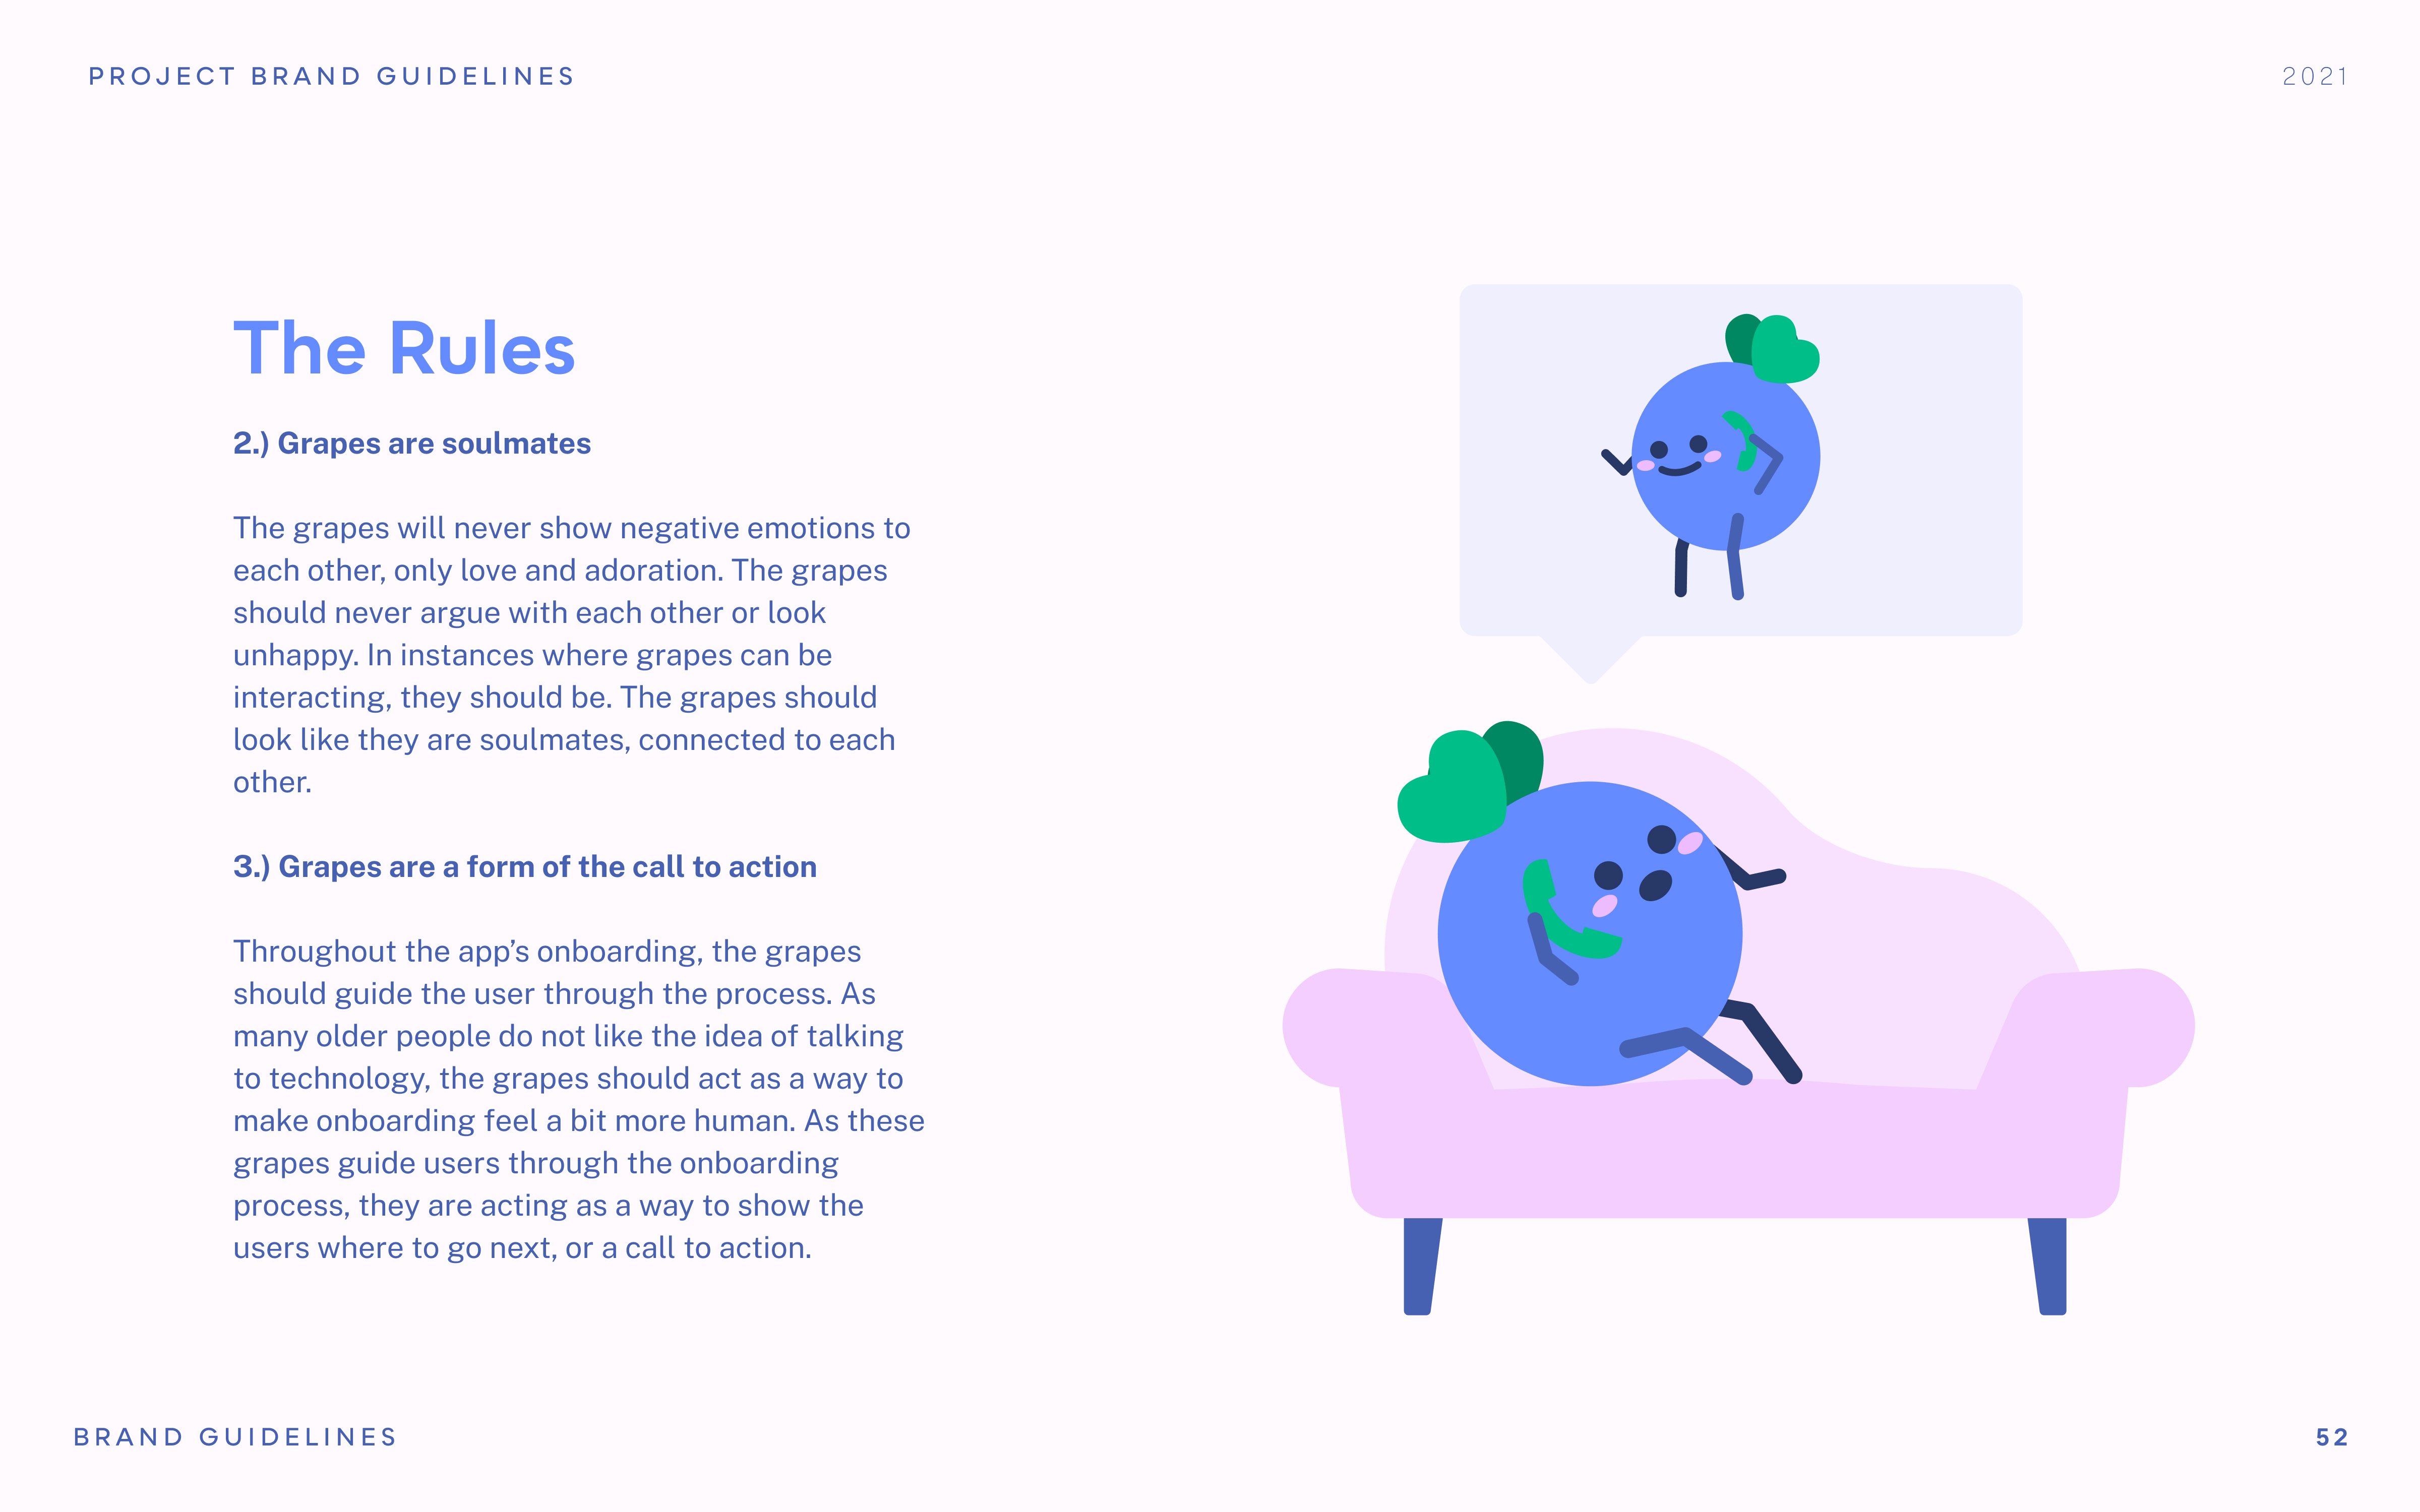 PROJECT BRAND GUIDELINES
2021
The Rules
2.) Grapes are soulmates
The grapes will never show negative emotions to
each other, only love and adoration. The grapes
should never argue with each other or look
unhappy. In instances where grapes can be
interacting, they should be. The grapes should
look like they are soulmates, connected to each
other.
3.) Grapes are a form of the call to action
Throughout the app’s onboarding, the grapes
should guide the user through the process. As
many older people do not like the idea of talking
to technology, the grapes should act as a way to
make onboarding feel a bit more human. As these
grapes guide users through the onboarding
process, they are acting as a way to show the
users where to go next, or a call to action.
BRAND GUIDELINES
52